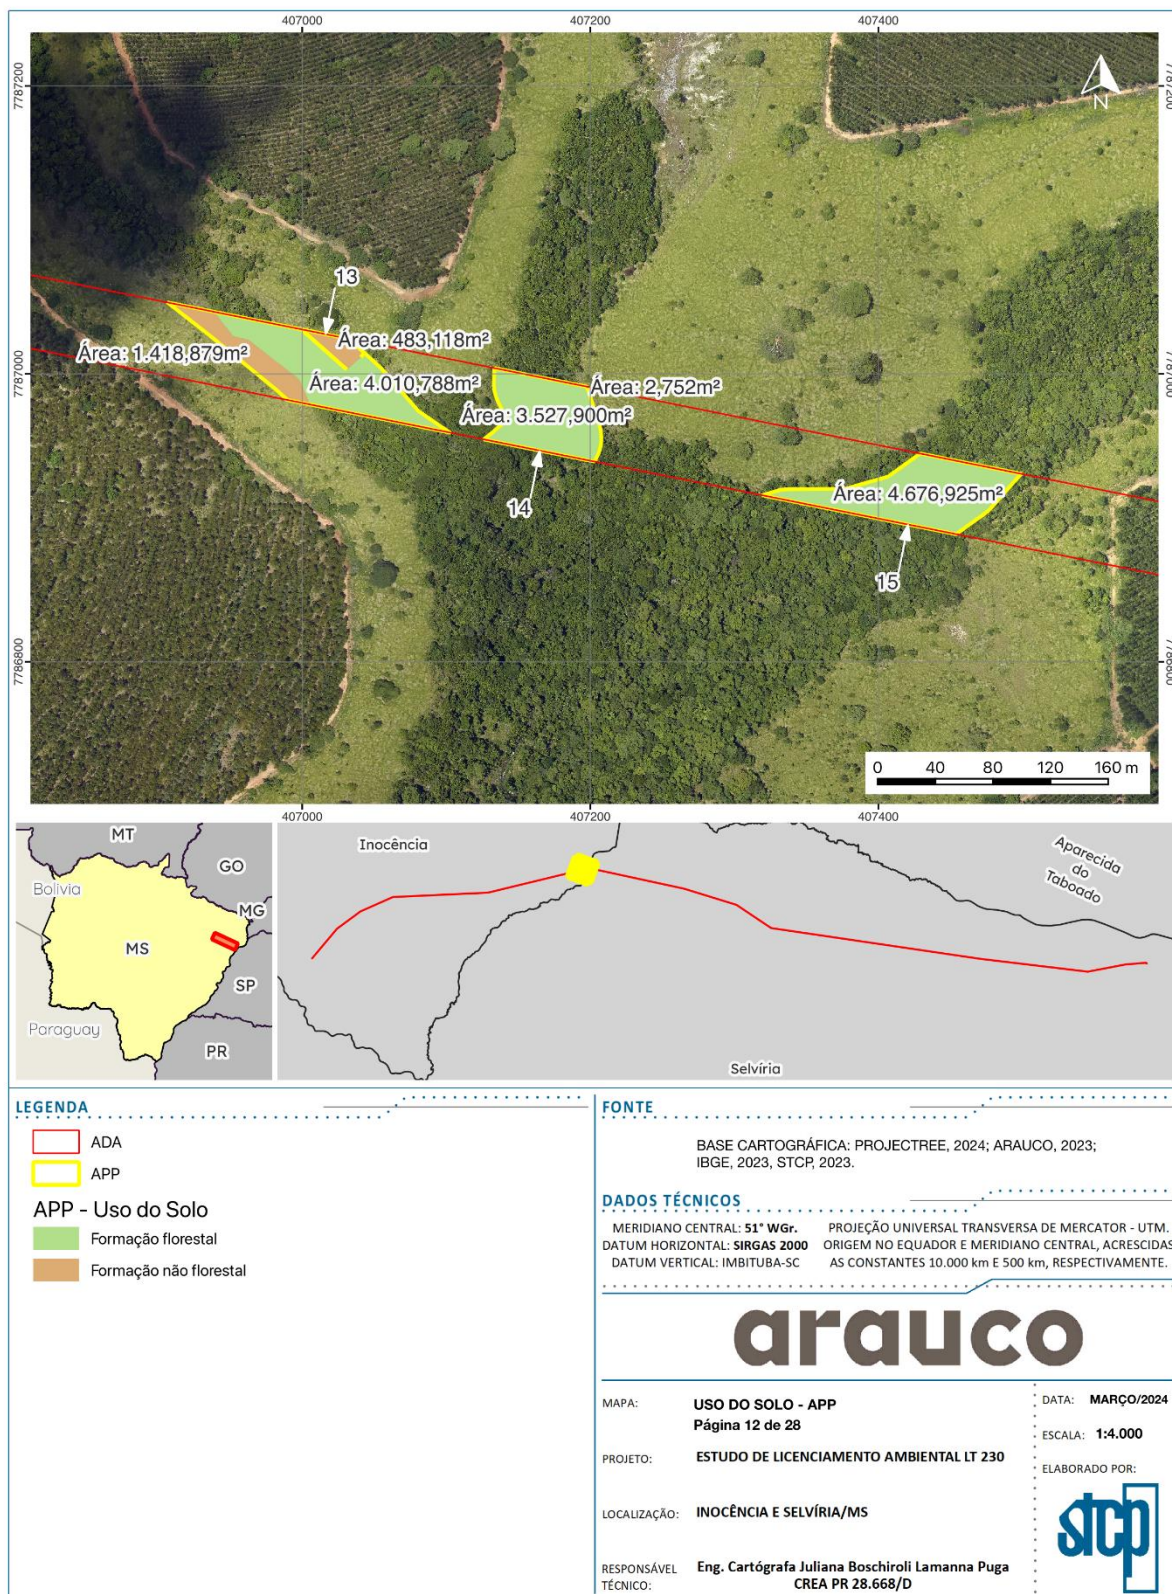 407000
407200
407400
7787200
7787200
13
Área: 483,118m²
Área: 1.418,879m²
7787000
7787000
Área: 4.010,788m²
Área: 2,752m²
Área: 3.527,900m²
Área: 4.676,925m²
14
15
7786800
7786800
0 40 80 120 160 m
407000
407200
407400
MT
GO
Bolivia
MG
MS
SP
Paraguay
PR
Inocência
Aparecida
do
Taboado
Selvíria
LEGENDA
ADA
APP
APP - Uso do Solo
Formação florestal
Formação não florestal
FONTE
BASE CARTOGRÁFICA: PROJECTREE, 2024; ARAUCO, 2023;
IBGE, 2023, STCP, 2023.
DADOS TÉCNICOS
MERIDIANO CENTRAL: 51° WGr.
DATUM HORIZONTAL: SIRGAS 2000
DATUM VERTICAL: IMBITUBA-SC
PROJEÇÃO UNIVERSAL TRANSVERSA DE MERCATOR - UTM.
ORIGEM NO EQUADOR E MERIDIANO CENTRAL, ACRESCIDAS
AS CONSTANTES 10.000 km E 500 km, RESPECTIVAMENTE.
arauco
MAPA: USO DO SOLO - APP
Página 12 de 28
PROJETO: ESTUDO DE LICENCIAMENTO AMBIENTAL LT 230
LOCALIZAÇÃO: INOCÊNCIA E SELVÍRIA/MS
RESPONSÁVEL TÉCNICO: Eng. Cartógrafa Juliana Boschiroli Lamanna Puga
CREA PR 28.668/D
DATA: MARÇO/2024
ESCALA: 1:4.000
ELABORADO POR:
stcp
N